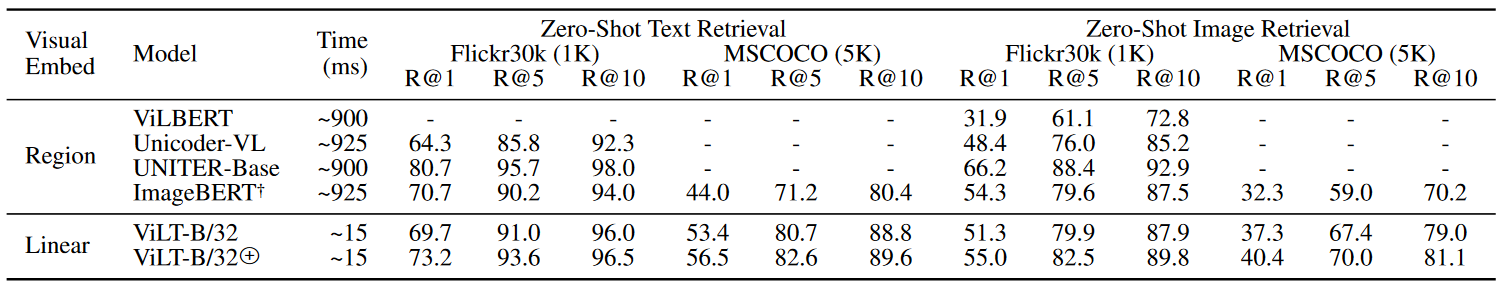 Visual Embed Model Time (ms) Zero-Shot Text Retrieval Zero-Shot Image Retrieval
Flickr30k (1K) MSCOCO (5K) Flickr30k (1K) MSCOCO (5K)
R@1 R@5 R@10 R@1 R@5 R@10 R@1 R@5 R@10 R@1 R@5 R@10
Region
ViLBERT ~900 - - - - - - 31.9 61.1 72.8 - - -
Unicoder-VL ~925 64.3 85.8 92.3 - - - 48.4 76.0 85.2 - - -
UNITER-Base ~900 80.7 95.7 98.0 - - - 66.2 88.4 92.9 - - -
ImageBERT† ~925 70.7 90.2 94.0 44.0 71.2 80.4 54.3 79.6 87.5 32.3 59.0 70.2
Linear
ViLT-B/32 ~15 69.7 91.0 96.0 53.4 80.7 88.8 51.3 79.9 87.9 37.3 67.4 79.0
ViLT-B/32⊕ ~15 73.2 93.6 96.5 56.5 82.6 89.6 55.0 82.5 89.8 40.4 70.0 81.1